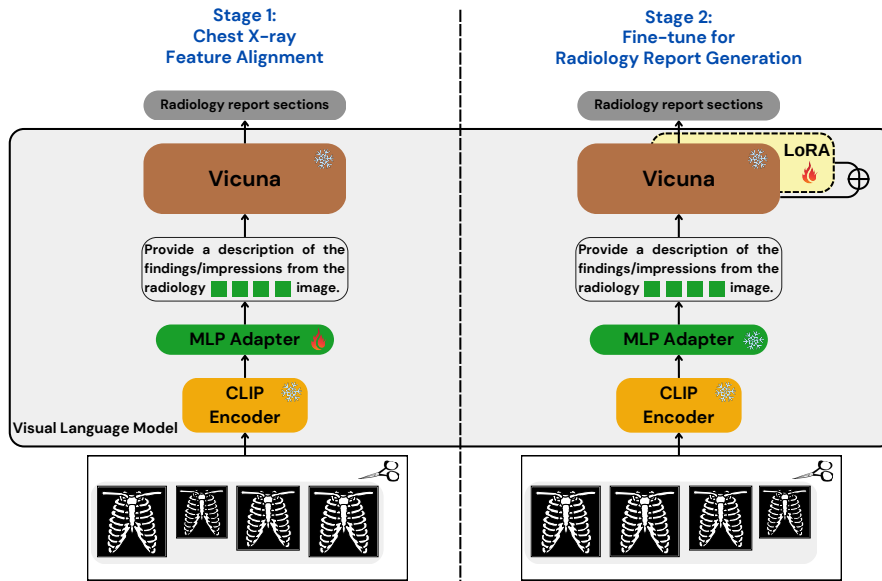 Stage 1:
Chest X-ray
Feature Alignment
Radiology report sections
Vicuna
Provide a description of the
findings/impressions from the
radiology image.
MLP Adapter
CLIP
Encoder
Visual Language Model
Stage 2:
Fine-tune for
Radiology Report Generation
Radiology report sections
LoRA
Vicuna
Provide a description of the
findings/impressions from the
radiology image.
MLP Adapter
CLIP
Encoder